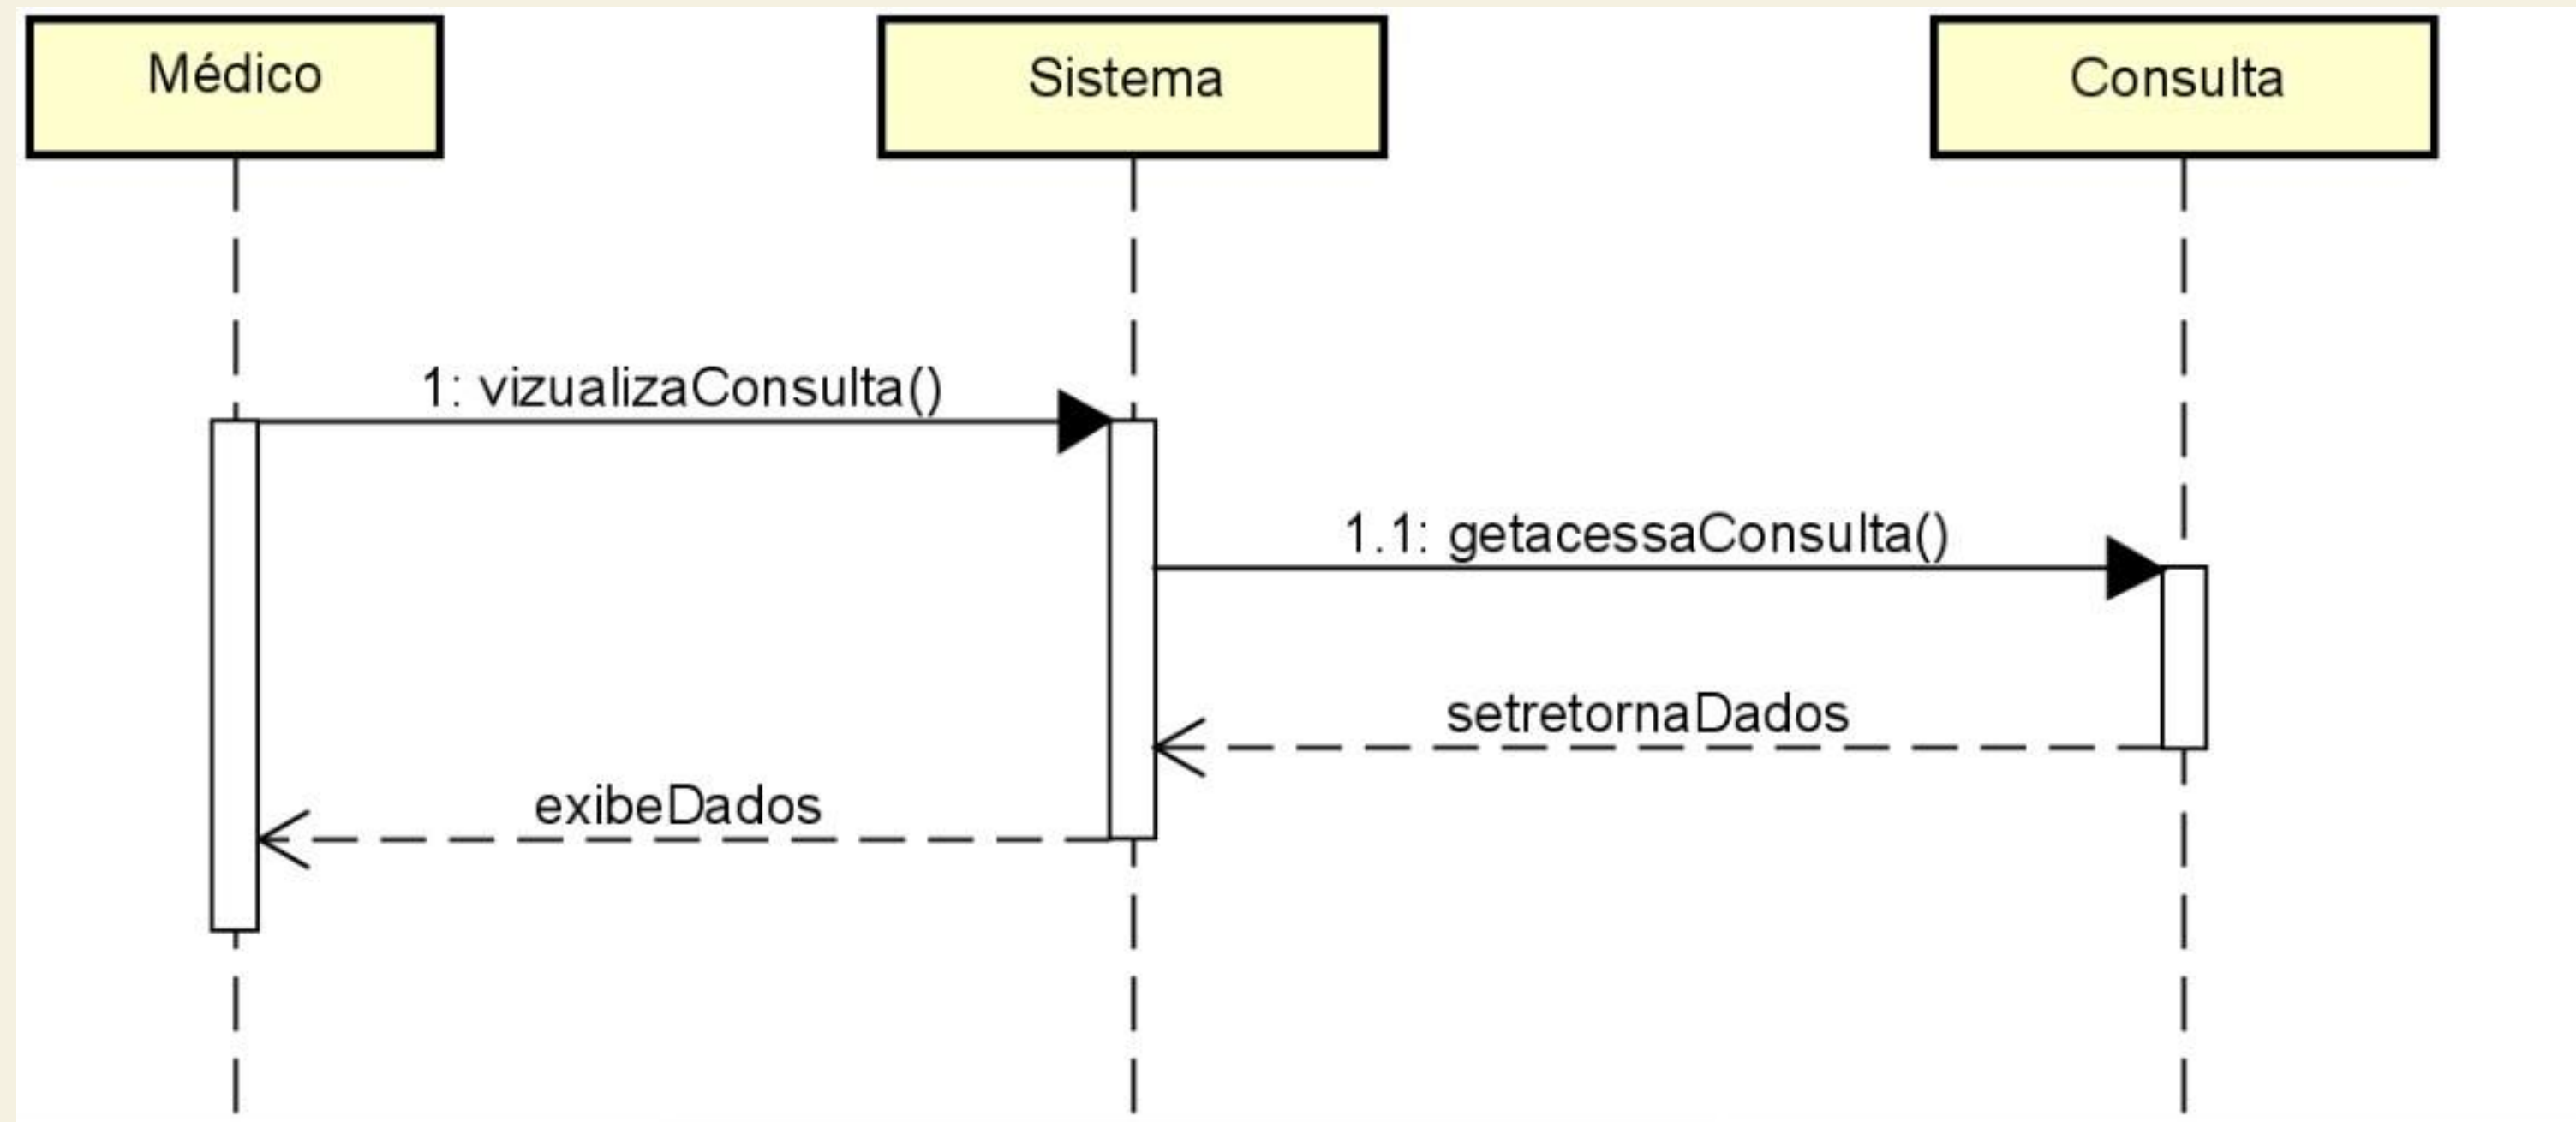 Médico
Sistema
Consulta
1: vizualizaConsulta()
1.1: getacessaConsulta()
setretornaDados
exibeDados